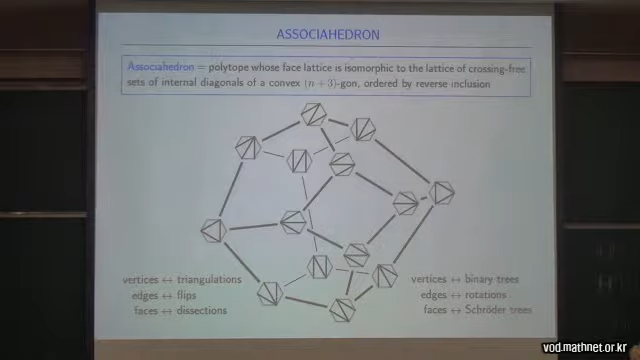 ASSOCIAHEDRON
Associahedron = polytope whose face lattice is isomorphic to the lattice of crossing-free
sets of internal diagonals of a convex (n + 3)-gon, ordered by reverse inclusion
vertices ↔ triangulations
edges ↔ flips
faces ↔ dissections
vertices ↔ binary trees
edges ↔ rotations
faces ↔ Schröder trees
vod.mathnet.or.kr